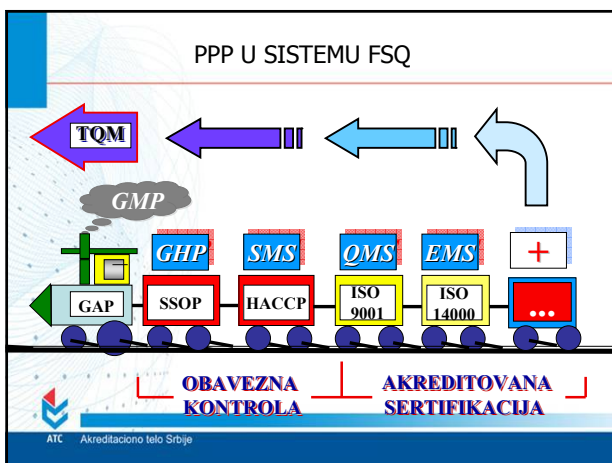 PPP U SISTEMU FSQ
TQM
GMP
GHP
SMS
QMS
EMS
+
GAP
SSOP
HACCP
ISO
9001
ISO
14000
...
OBAVEZNA
KONTROLA
AKREDITOVANA
SERTIFIKACIJA
ATC
Akreditaciono telo Srbije